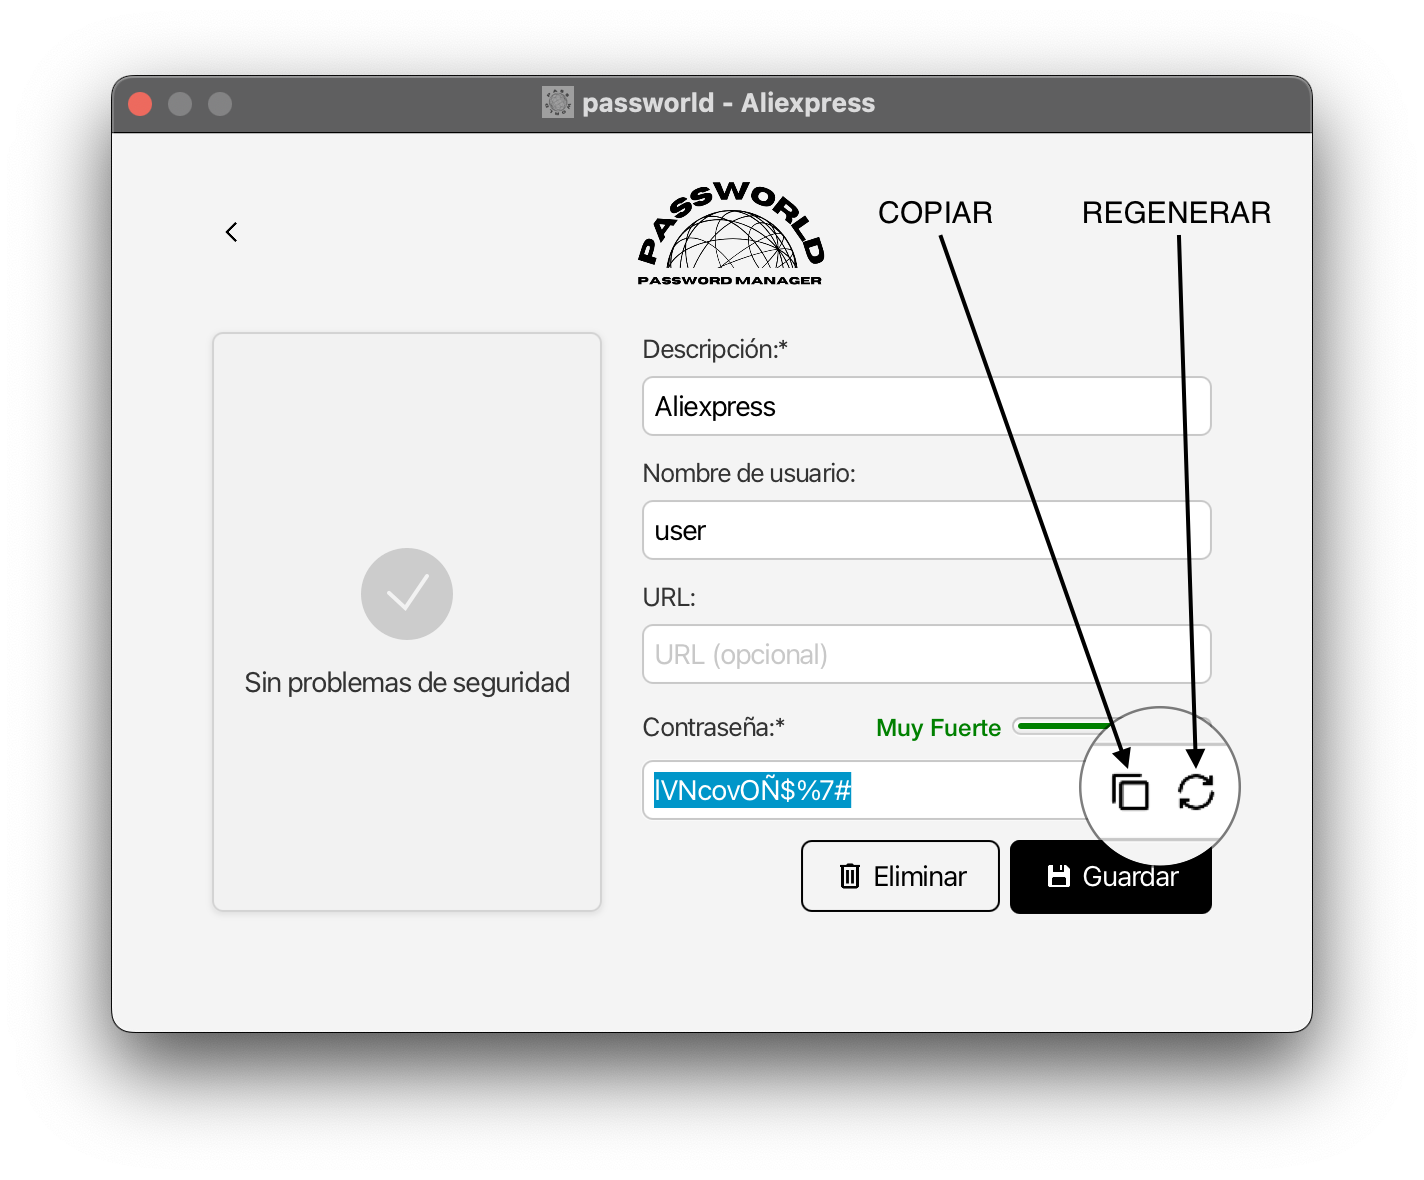 passworld - Aliexpress
PASSWORLD
PASSWORD MANAGER
COPIAR
REGENERAR
Descripción:*
Aliexpress
Nombre de usuario:
user
URL:
URL (opcional)
Sin problemas de seguridad
Contraseña:*
Muy Fuerte
lVNcovOÑ$%7#
Eliminar
Guardar